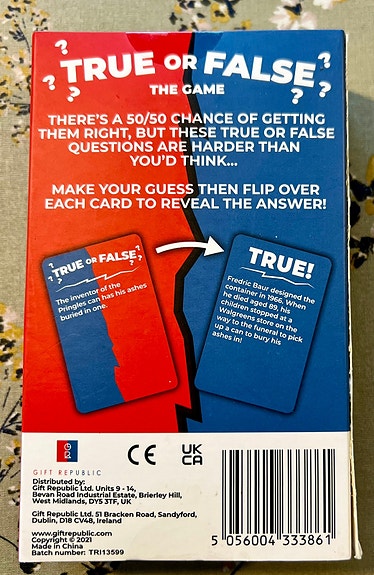 TRUE OR FALSE
THE GAME
THERE'S A 50/50 CHANCE OF GETTING
THEM RIGHT, BUT THESE TRUE OR FALSE
QUESTIONS ARE HARDER THAN
YOU'D THINK...
MAKE YOUR GUESS THEN FLIP OVER
EACH CARD TO REVEAL THE ANSWER!
TRUE OR FALSE
The inventor of the
Pringles can has his ashes
buried in one.
TRUE!
Fredric Baur designed the
container in 1966. When
he died aged 89, his
children stopped at a
Walgreens store on the
way to the funeral to pick
up a can to bury his
ashes in!
GIFT REPUBLIC
CE
UK
CA
Distributed by:
Gift Republic Ltd. Units 9 - 14,
Bevan Road Industrial Estate, Brierley Hill,
West Midlands, DY5 3TF, UK
Gift Republic Ltd. 51 Bracken Road, Sandyford,
Dublin, D18 CV48, Ireland
www.giftrepublic.com
Copyright © 2021
Made in China
Batch number: TRI13599
5 056004 333861